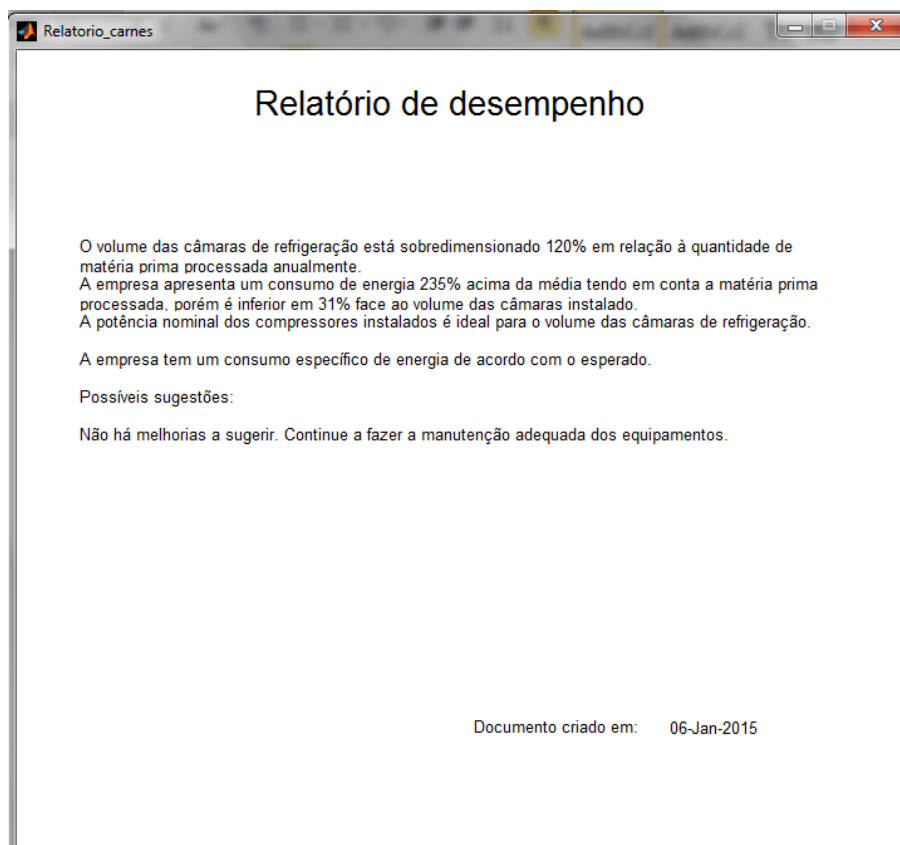 Relatorio_carnes
Relatório de desempenho
O volume das câmaras de refrigeração está sobredimensionado 120% em relação à quantidade de
matéria prima processada anualmente.
A empresa apresenta um consumo de energia 235% acima da média tendo em conta a matéria prima
processada, porém é inferior em 31% face ao volume das câmaras instalado.
A potência nominal dos compressores instalados é ideal para o volume das câmaras de refrigeração.
A empresa tem um consumo específico de energia de acordo com o esperado.
Possíveis sugestões:
Não há melhorias a sugerir. Continue a fazer a manutenção adequada dos equipamentos.
Documento criado em: 06-Jan-2015